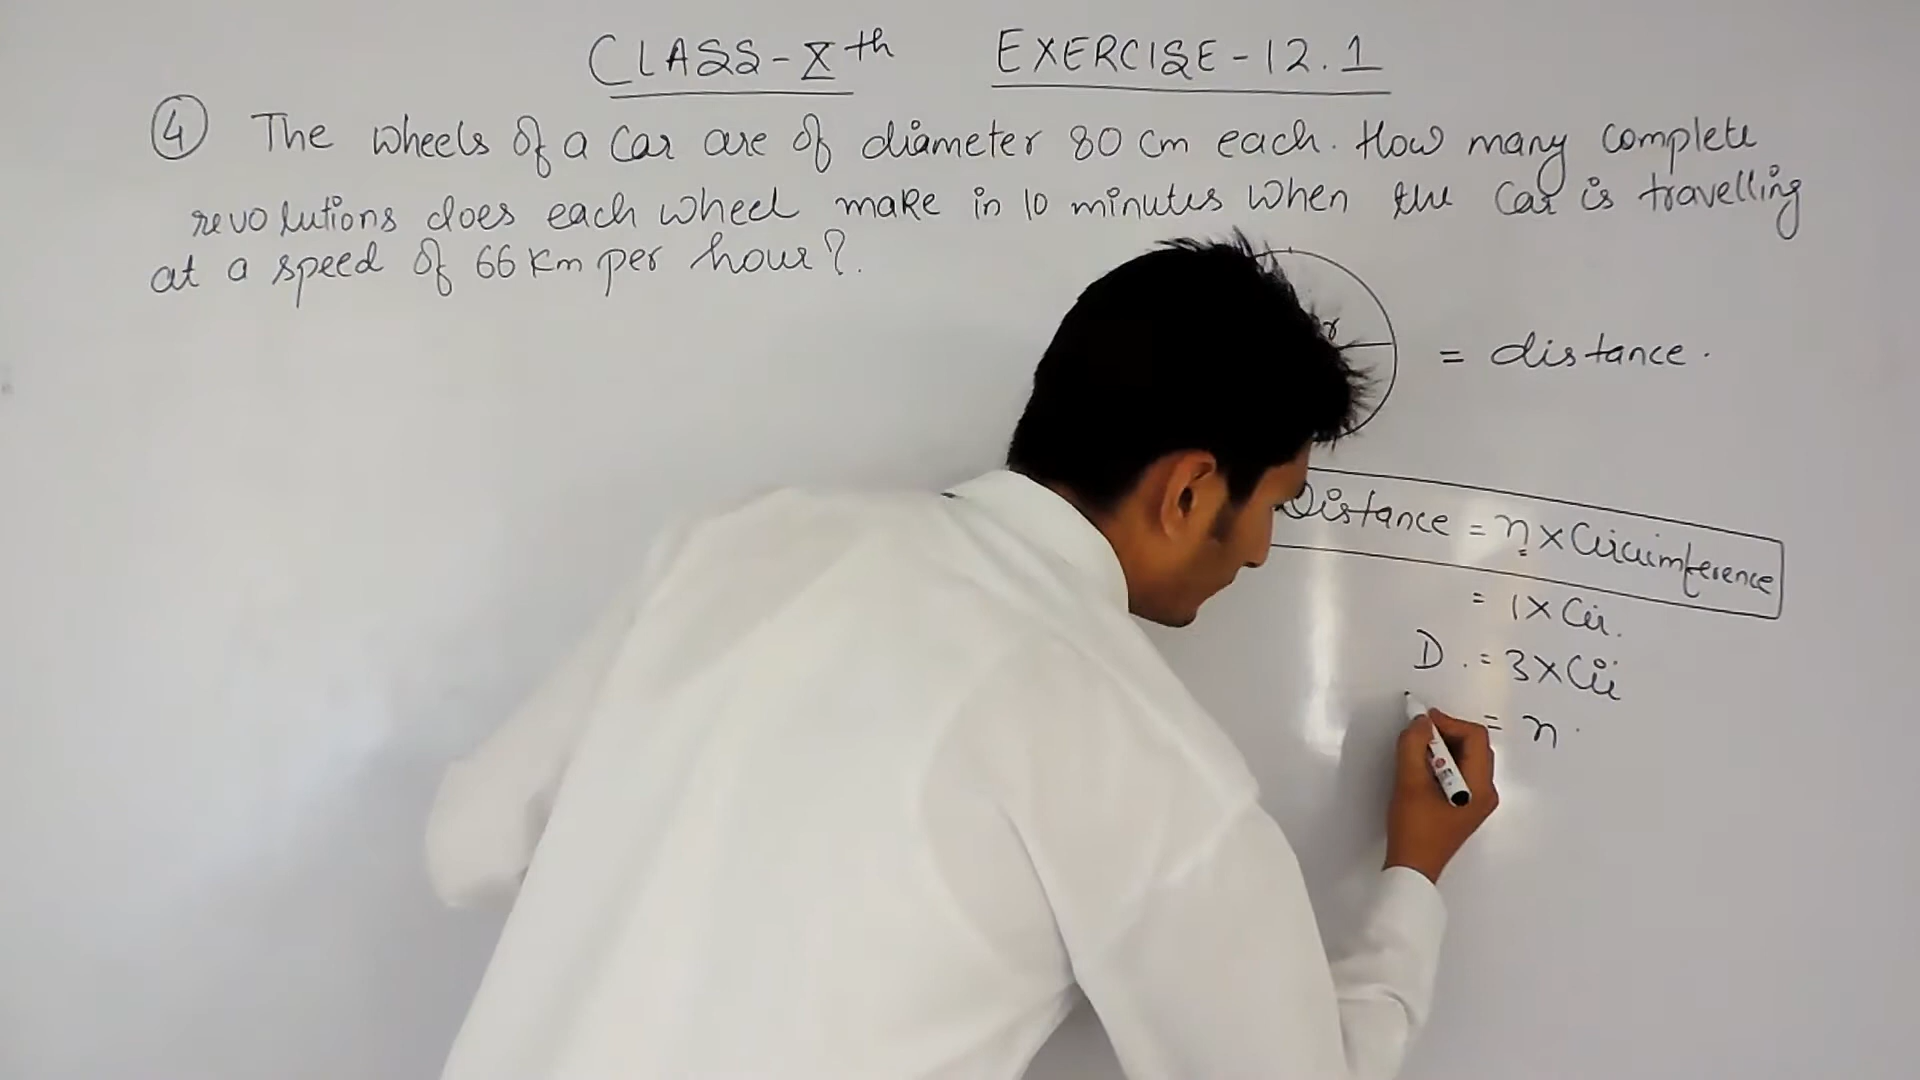 CLASS-Xth EXERCISE-12.1
4 The wheels of a Car are of diameter 80 cm each. How many complete
revolutions does each wheel make in 10 minutes when the Car is travelling
at a speed of 66 Km per hour?
r
= distance.
Distance = n × Circumference
= 1 × Cir.
D. = 3 × Cir
= n